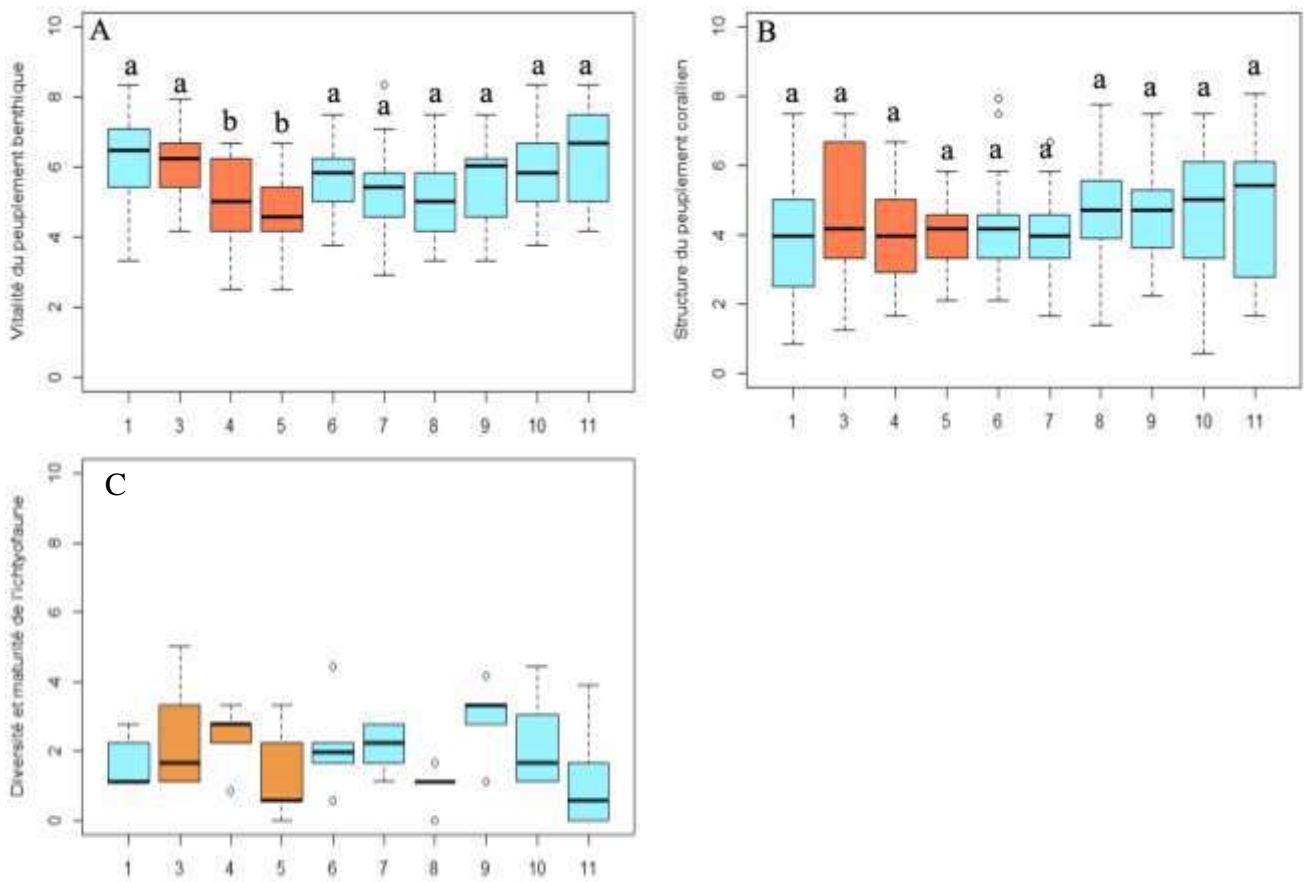 A
Vitalité du peuplement benthique
10
8
6
4
2
0
a a b b a a a a a a
1 3 4 5 6 7 8 9 10 11
B
Structure du peuplement corallien
10
8
6
4
2
0
a a a a a a a a a a
1 3 4 5 6 7 8 9 10 11
C
Diversité et maturité de l'ichtyofaune
10
8
6
4
2
0
1 3 4 5 6 7 8 9 10 11